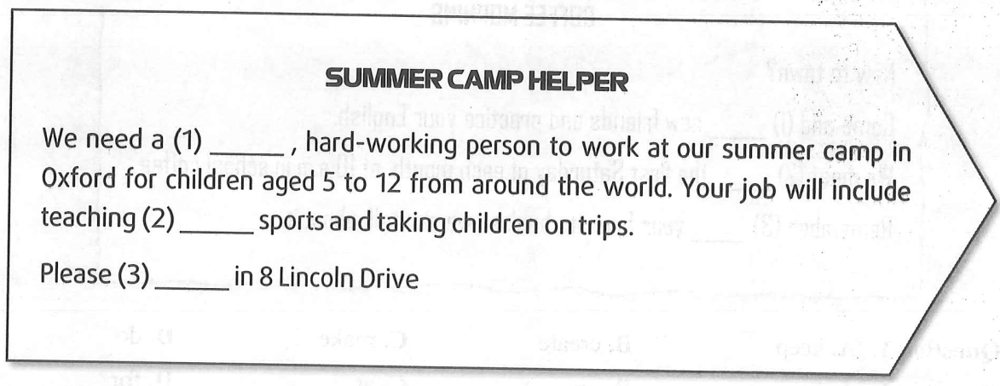 SUMMER CAMP HELPER
We need a (1) ______ , hard-working person to work at our summer camp in
Oxford for children aged 5 to 12 from around the world. Your job will include
teaching (2) ______ sports and taking children on trips.
Please (3) ______ in 8 Lincoln Drive